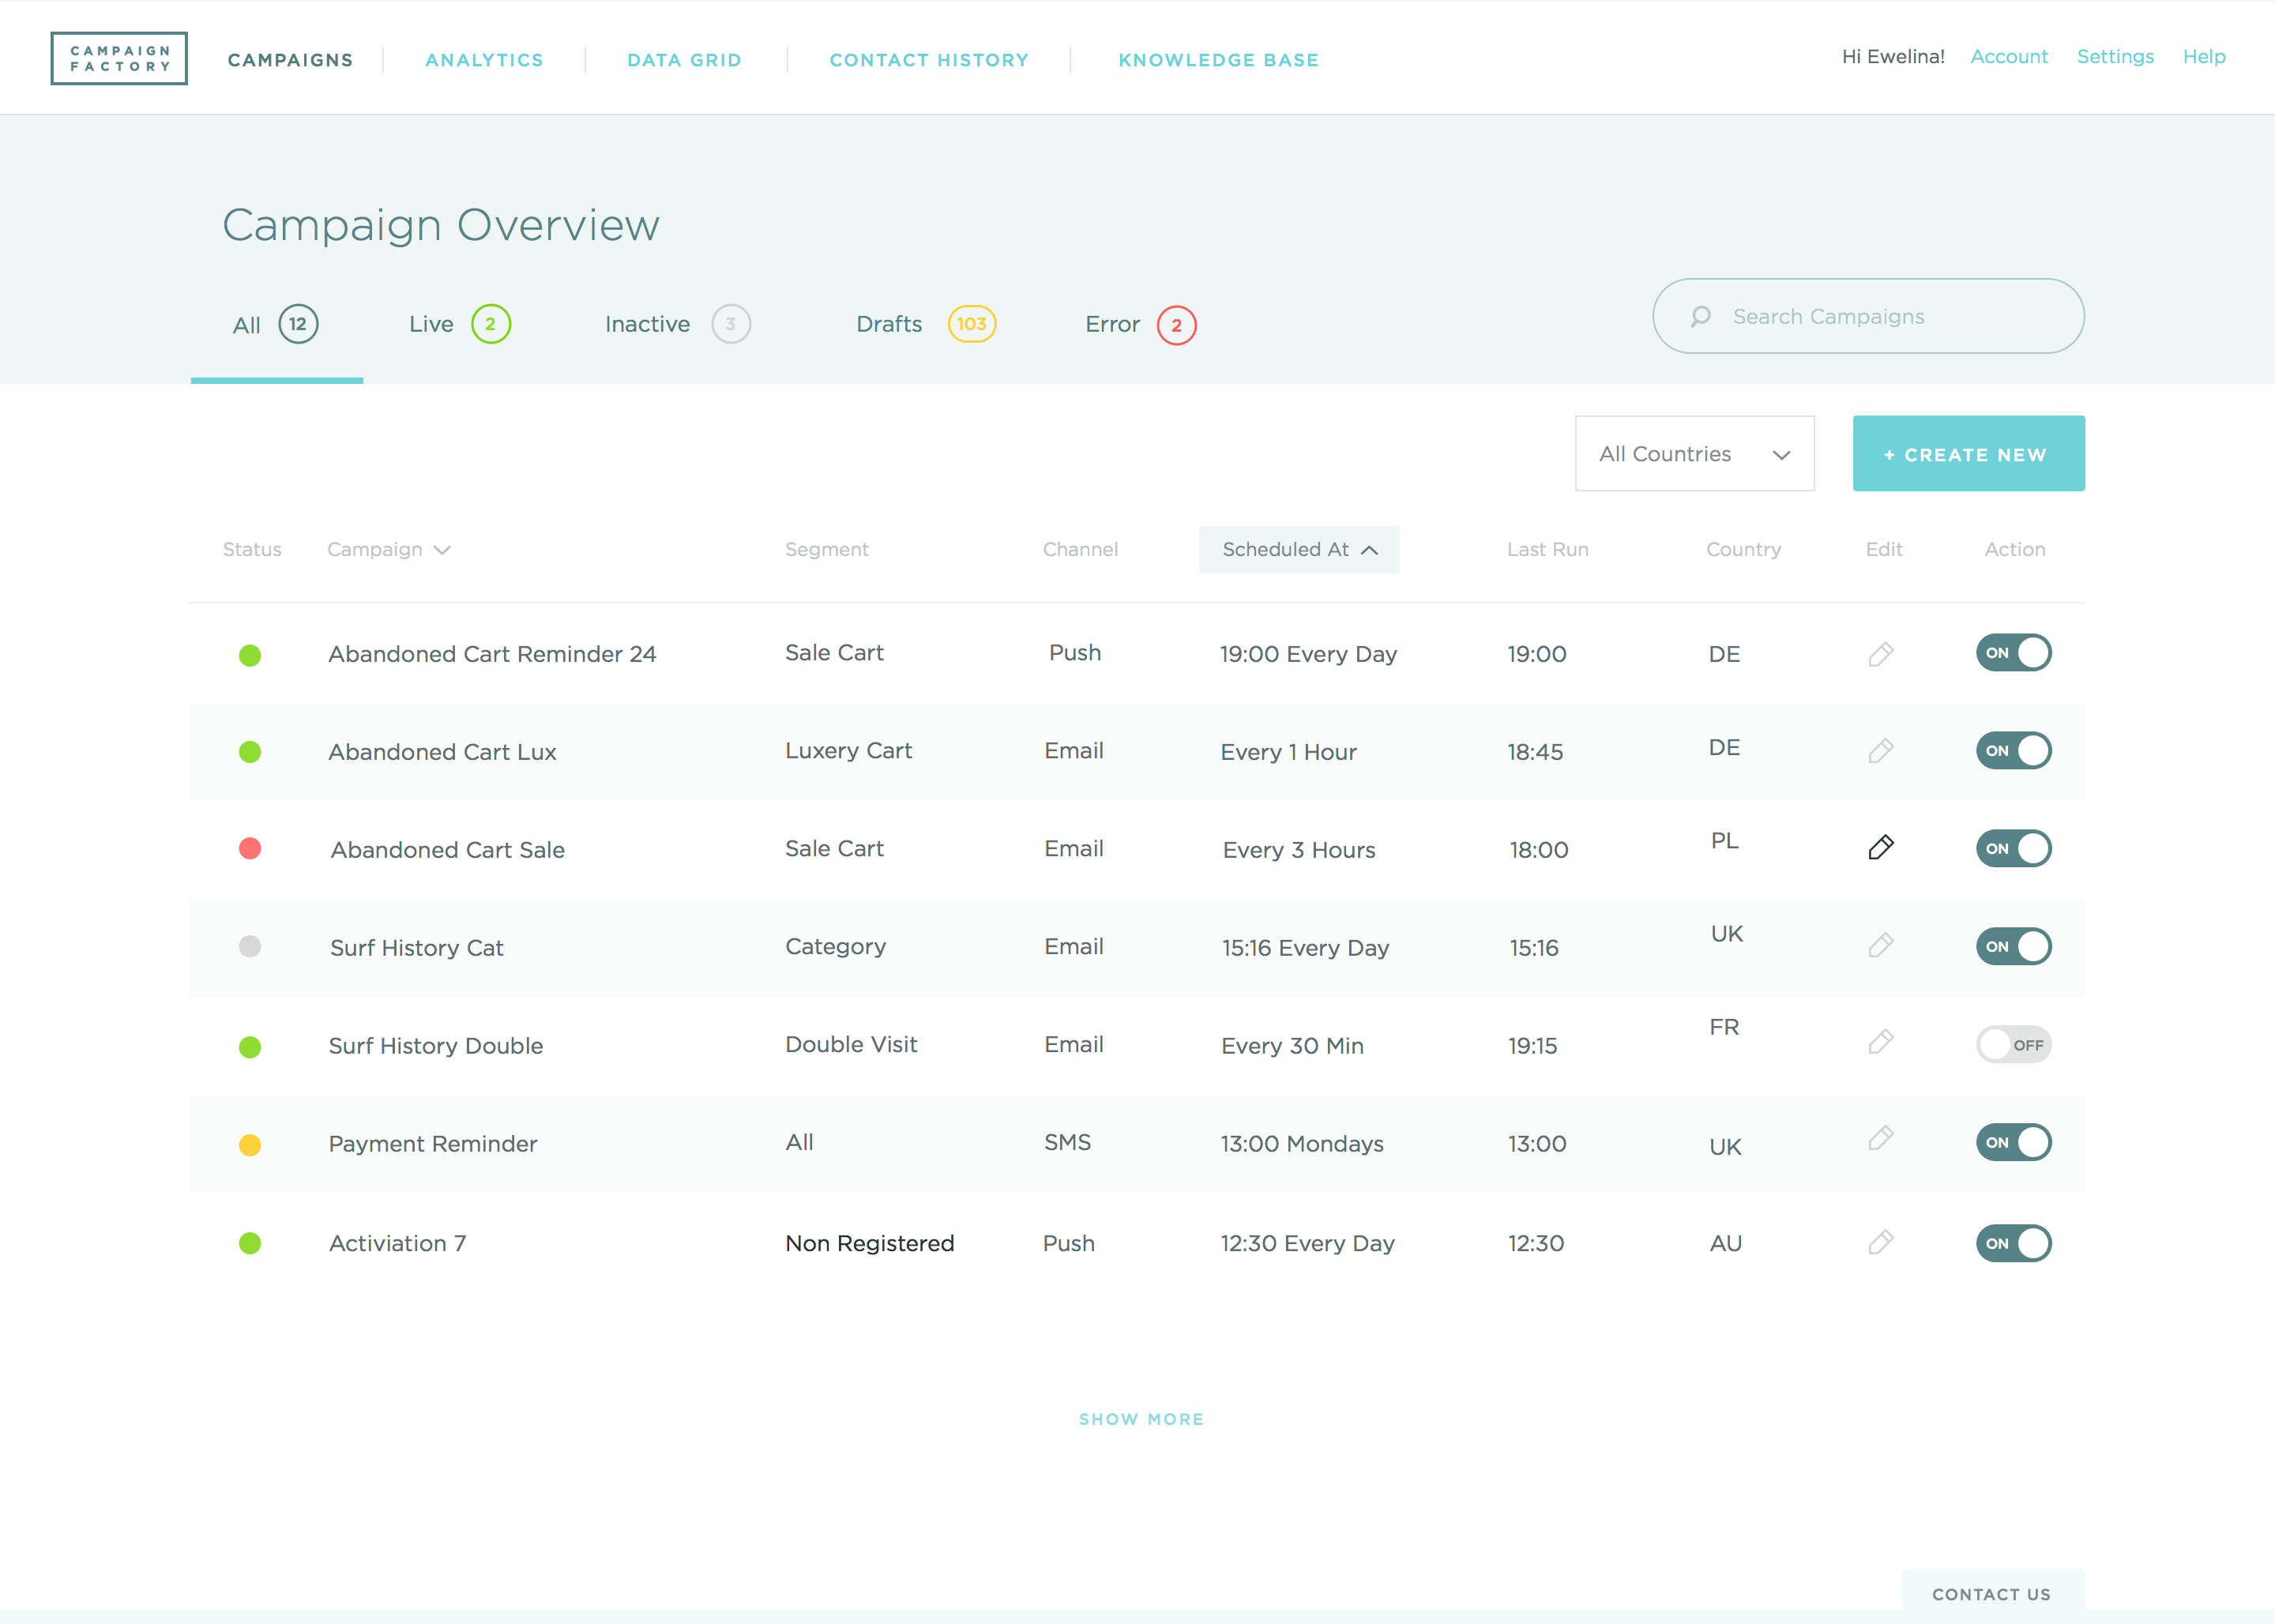 CAMPAIGN
FACTORY
CAMPAIGNS ANALYTICS DATA GRID CONTACT HISTORY KNOWLEDGE BASE Hi Ewelina! Account Settings Help
Campaign Overview
All 12 Live 2 Inactive 3 Drafts 103 Error 2 Search Campaigns
All Countries + CREATE NEW
Status Campaign Segment Channel Scheduled At Last Run Country Edit Action
Abandoned Cart Reminder 24 Sale Cart Push 19:00 Every Day 19:00 DE ON
Abandoned Cart Lux Luxery Cart Email Every 1 Hour 18:45 DE ON
Abandoned Cart Sale Sale Cart Email Every 3 Hours 18:00 PL ON
Surf History Cat Category Email 15:16 Every Day 15:16 UK ON
Surf History Double Double Visit Email Every 30 Min 19:15 FR OFF
Payment Reminder All SMS 13:00 Mondays 13:00 UK ON
Activiation 7 Non Registered Push 12:30 Every Day 12:30 AU ON
SHOW MORE
CONTACT US